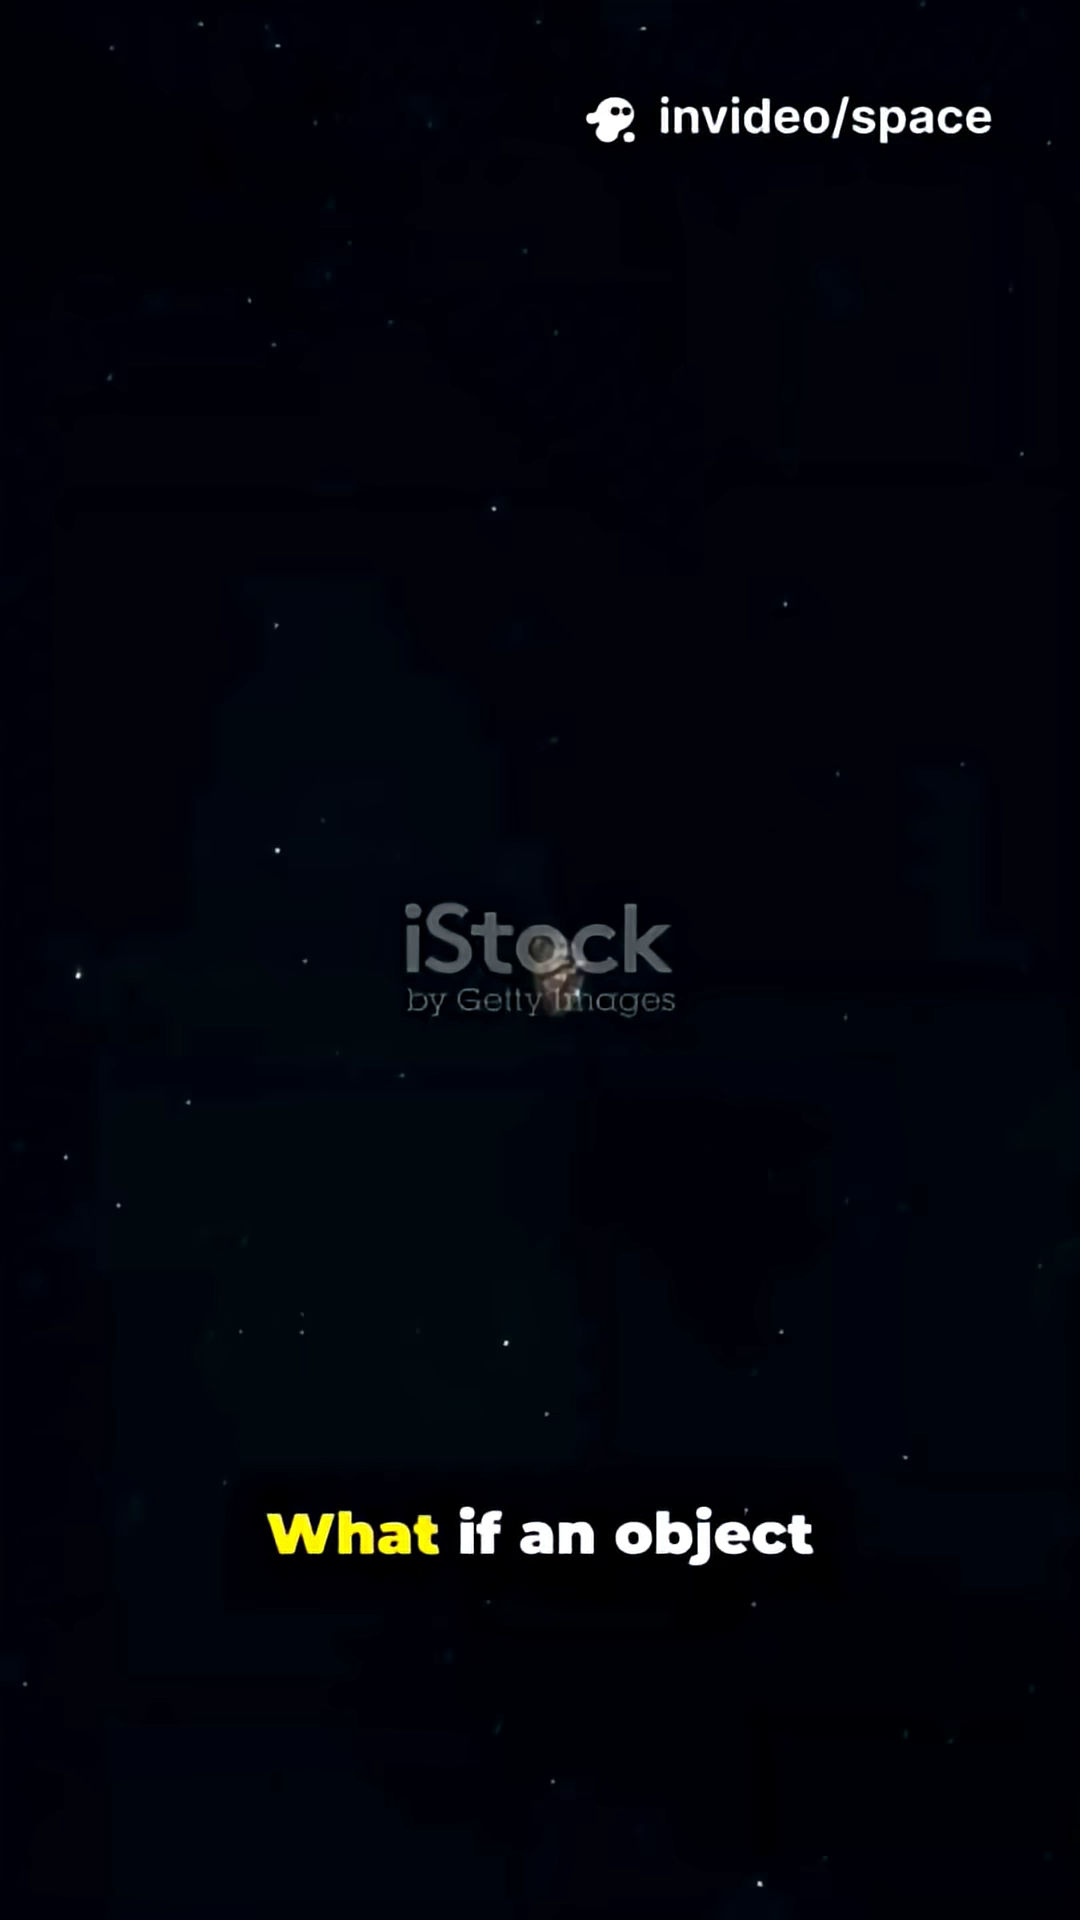 invideo/space
iStock
by Getty Images
What if an object